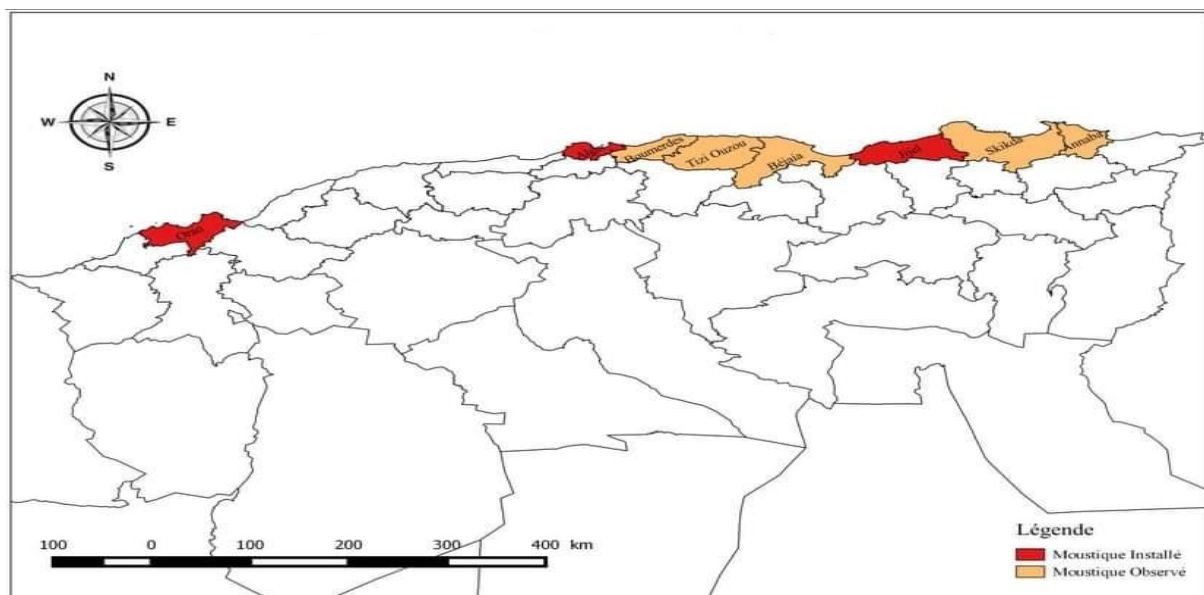 N
W E
S
Boumerdes
Tizi Ouzou
Béjaia
Jijel
Skikda
Annaba
Oran
Légende
Moustique Installé
Moustique Observé
100 0 100 200 300 400 km